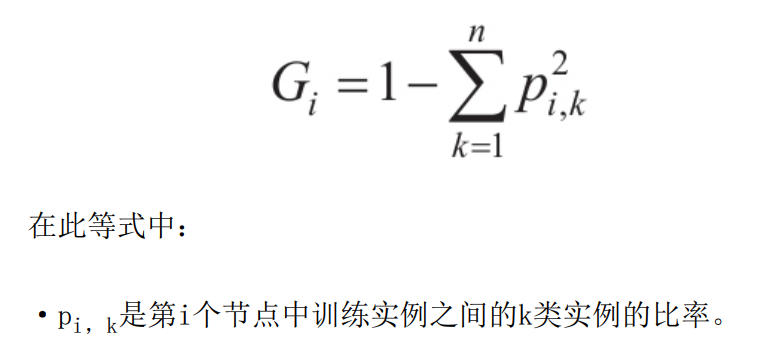 G_i = 1 - \sum_{k=1}^{n} p_{i,k}^2
在此等式中：
·p_{i, k}是第i个节点中训练实例之间的k类实例的比率。